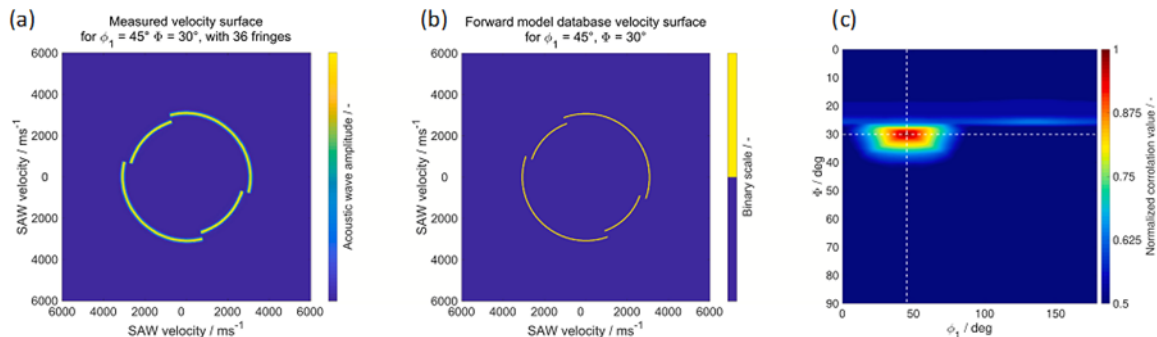 (a)
Measured velocity surface
for ϕ1 = 45° Φ = 30°, with 36 fringes
6000
4000
2000
0
2000
4000
6000
6000 4000 2000 0 2000 4000 6000
SAW velocity / ms-1
SAW velocity / ms-1
Acoustic wave amplitude / -
(b)
Forward model database velocity surface
for ϕ1 = 45°, Φ = 30°
6000
4000
2000
0
2000
4000
6000
6000 4000 2000 0 2000 4000 6000
SAW velocity / ms-1
SAW velocity / ms-1
Binary scale / -
(c)
0
10
20
30
40
50
60
70
80
90
0 50 100 150
Φ / deg
ϕ1 / deg
1
0.875
0.75
0.625
0.5
Normalized corrolation value / -